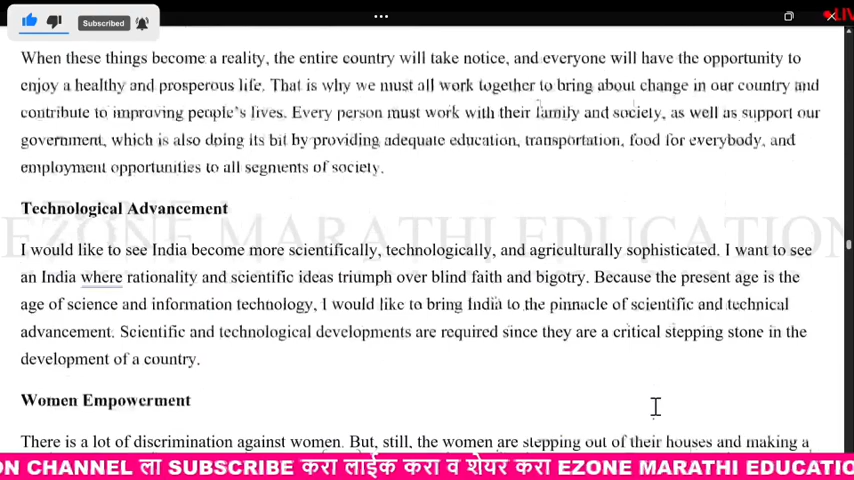 Subscribed
LIV
When these things become a reality, the entire country will take notice, and everyone will have the opportunity to
enjoy a healthy and prosperous life. That is why we must all work together to bring about change in our country and
contribute to improving people's lives. Every person must work with their family and society, as well as support our
government, which is also doing its bit by providing adequate education, transportation, food for everybody, and
employment opportunities to all segments of society.
Technological Advancement
EZONE MARATHI EDUCATION
I would like to see India become more scientifically, technologically, and agriculturally sophisticated. I want to see
an India where rationality and scientific ideas triumph over blind faith and bigotry. Because the present age is the
age of science and information technology, I would like to bring India to the pinnacle of scientific and technical
advancement. Scientific and technological developments are required since they are a critical stepping stone in the
development of a country.
Women Empowerment
There is a lot of discrimination against women. But, still, the women are stepping out of their houses and making a
ON CHANNEL ला SUBSCRIBE करा लाईक करा व शेयर करा EZONE MARATHI EDUCATIO